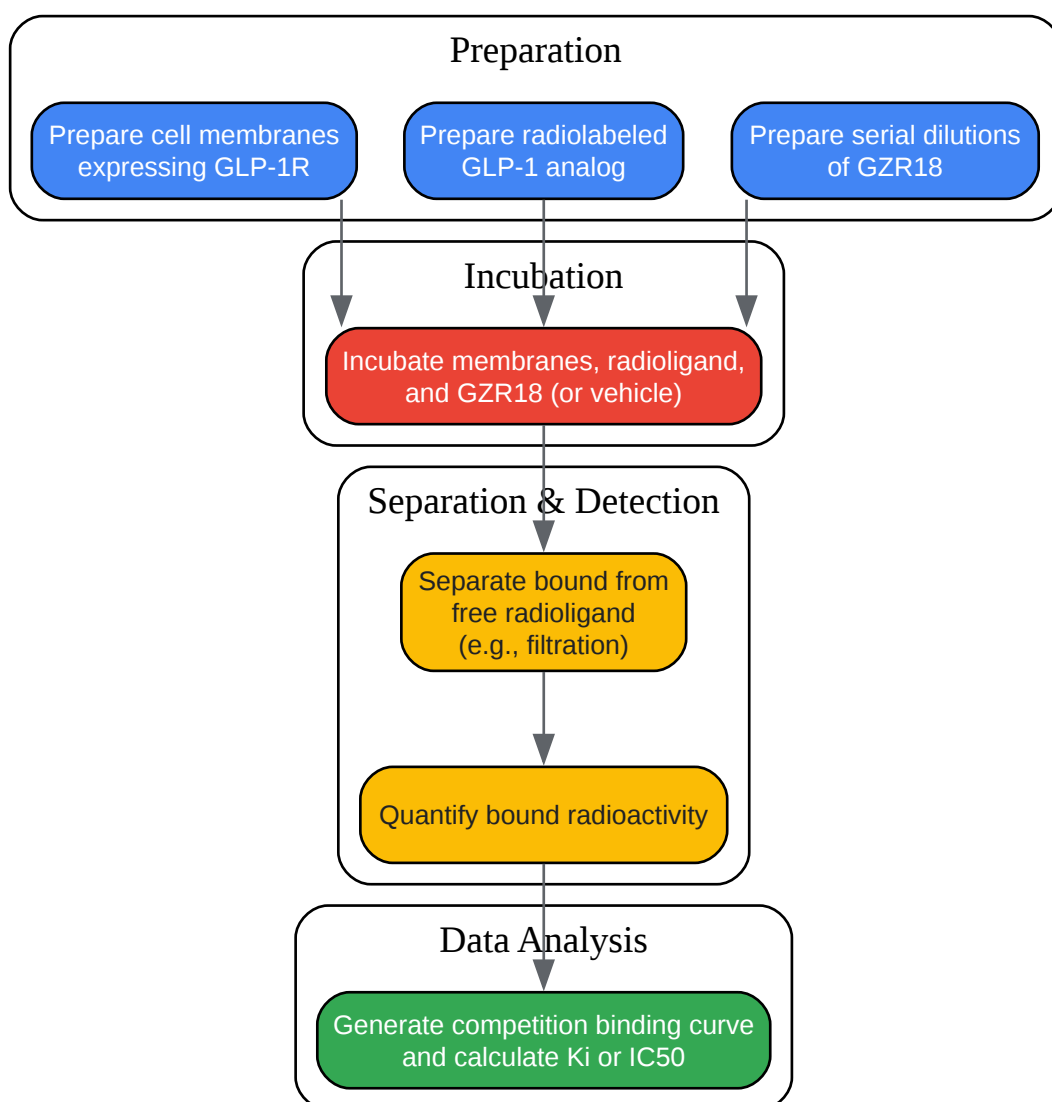 Preparation
Prepare cell membranes
expressing GLP-1R
Prepare radiolabeled
GLP-1 analog
Prepare serial dilutions
of GZR18
Incubation
Incubate membranes, radioligand,
and GZR18 (or vehicle)
Separation & Detection
Separate bound from
free radioligand
(e.g., filtration)
Quantify bound radioactivity
Data Analysis
Generate competition binding curve
and calculate Ki or IC50